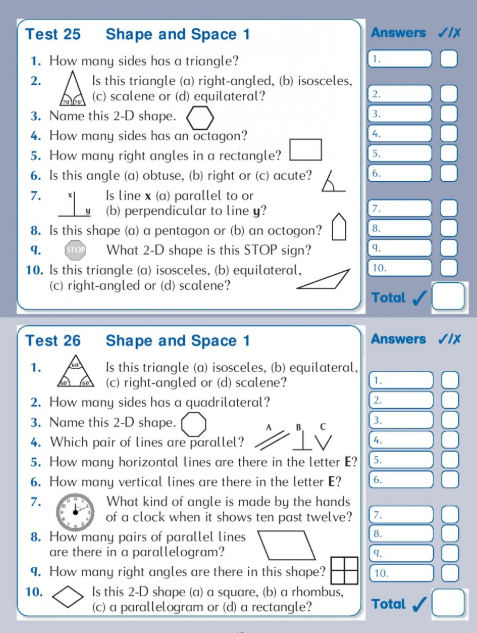 Test 25 Shape and Space 1 Answers ✓/✗
1. How many sides has a triangle? 1.
2. Is this triangle (a) right-angled, (b) isosceles,
70° 70° (c) scalene or (d) equilateral? 2.
3. Name this 2-D shape. 3.
4. How many sides has an octagon? 4.
5. How many right angles in a rectangle? 5.
6. Is this angle (a) obtuse, (b) right or (c) acute? 6.
7. x Is line x (a) parallel to or
y (b) perpendicular to line y? 7.
8. Is this shape (a) a pentagon or (b) an octagon? 8.
9. STOP What 2-D shape is this STOP sign? 9.
10. Is this triangle (a) isosceles, (b) equilateral, 10.
(c) right-angled or (d) scalene?
Total ✓
Test 26 Shape and Space 1 Answers ✓/✗
1. 60° Is this triangle (a) isosceles, (b) equilateral,
60° 60° (c) right-angled or (d) scalene? 1.
2. How many sides has a quadrilateral? 2.
3. Name this 2-D shape. A B C 3.
4. Which pair of lines are parallel? 4.
5. How many horizontal lines are there in the letter E? 5.
6. How many vertical lines are there in the letter E? 6.
7. What kind of angle is made by the hands
of a clock when it shows ten past twelve? 7.
8. How many pairs of parallel lines 8.
are there in a parallelogram? 9.
9. How many right angles are there in this shape? 10.
10. Is this 2-D shape (a) a square, (b) a rhombus,
(c) a parallelogram or (d) a rectangle? Total ✓